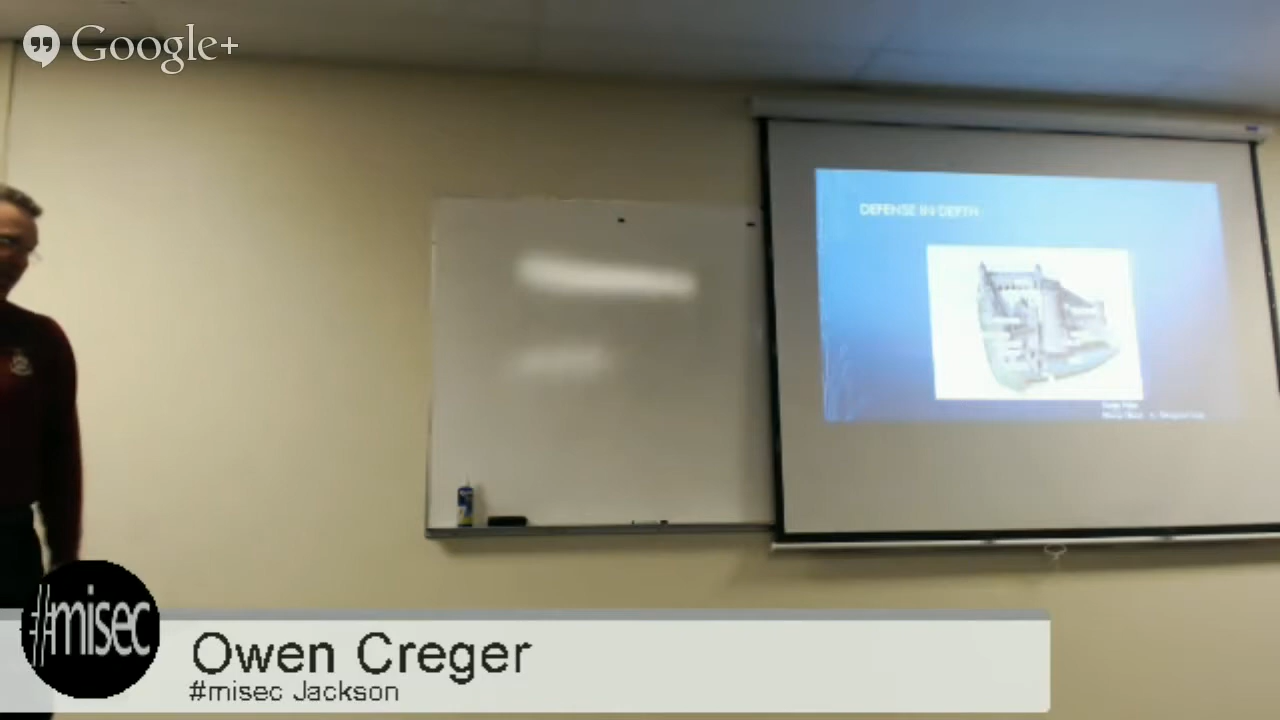 Google+
DEFENSE IN DEPTH
#misec
Owen Creger
#misec Jackson